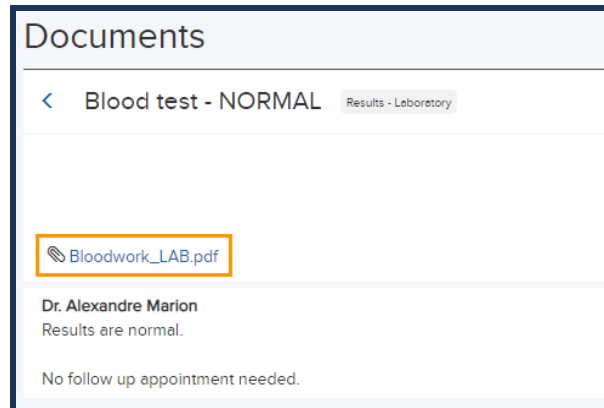 Documents
Blood test - NORMAL Results - Laboratory
Bloodwork_LAB.pdf
Dr. Alexandre Marion
Results are normal.
No follow up appointment needed.